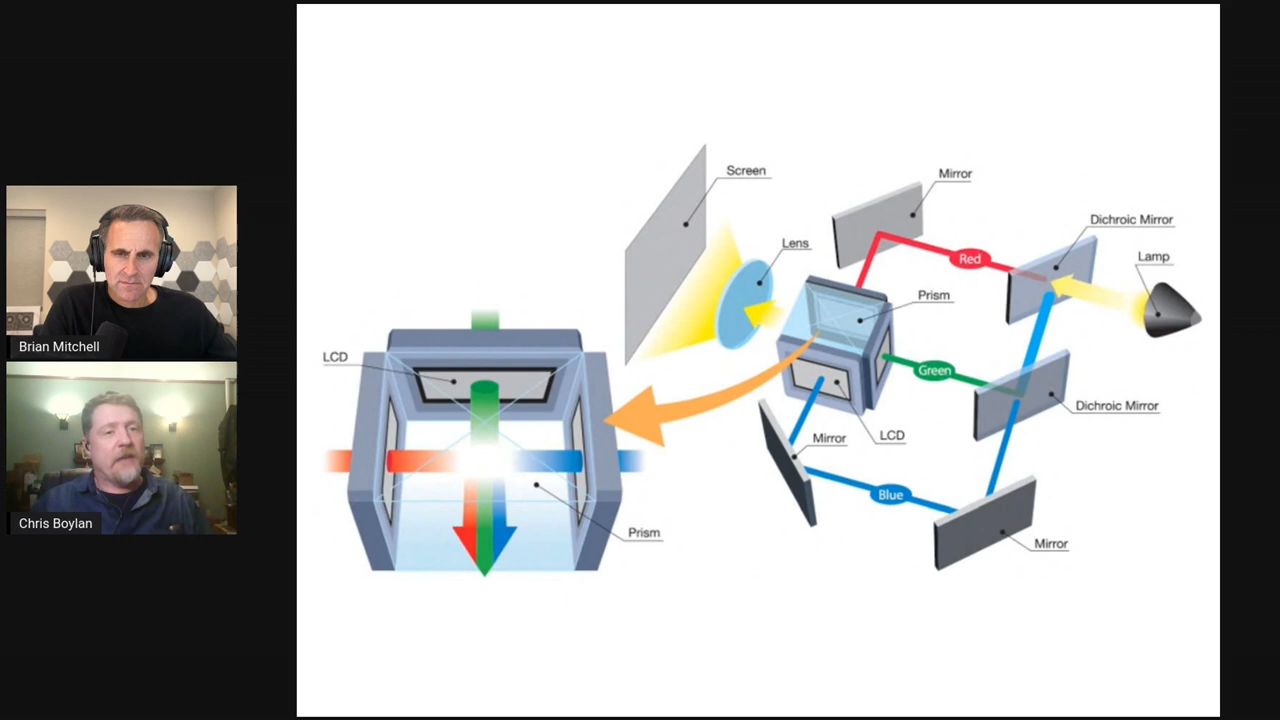 Brian Mitchell
Chris Boylan
LCD
Prism
Screen
Lens
Mirror
Red
Dichroic Mirror
Lamp
Prism
Green
Dichroic Mirror
Mirror
LCD
Blue
Mirror